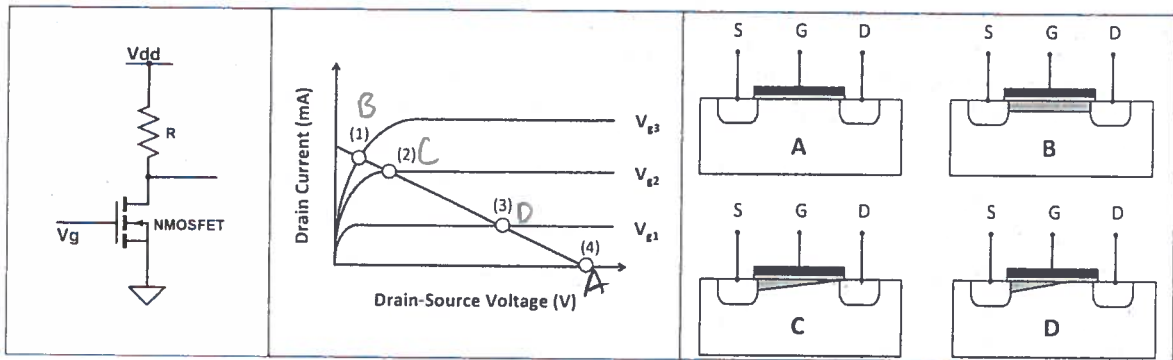 Vdd
R
NMOSFET
Vg
Drain Current (mA)
B
(1)
(2) C
(3) D
(4)
A
Vg3
Vg2
Vg1
Drain-Source Voltage (V)
S G D
A
S G D
B
S G D
C
S G D
D